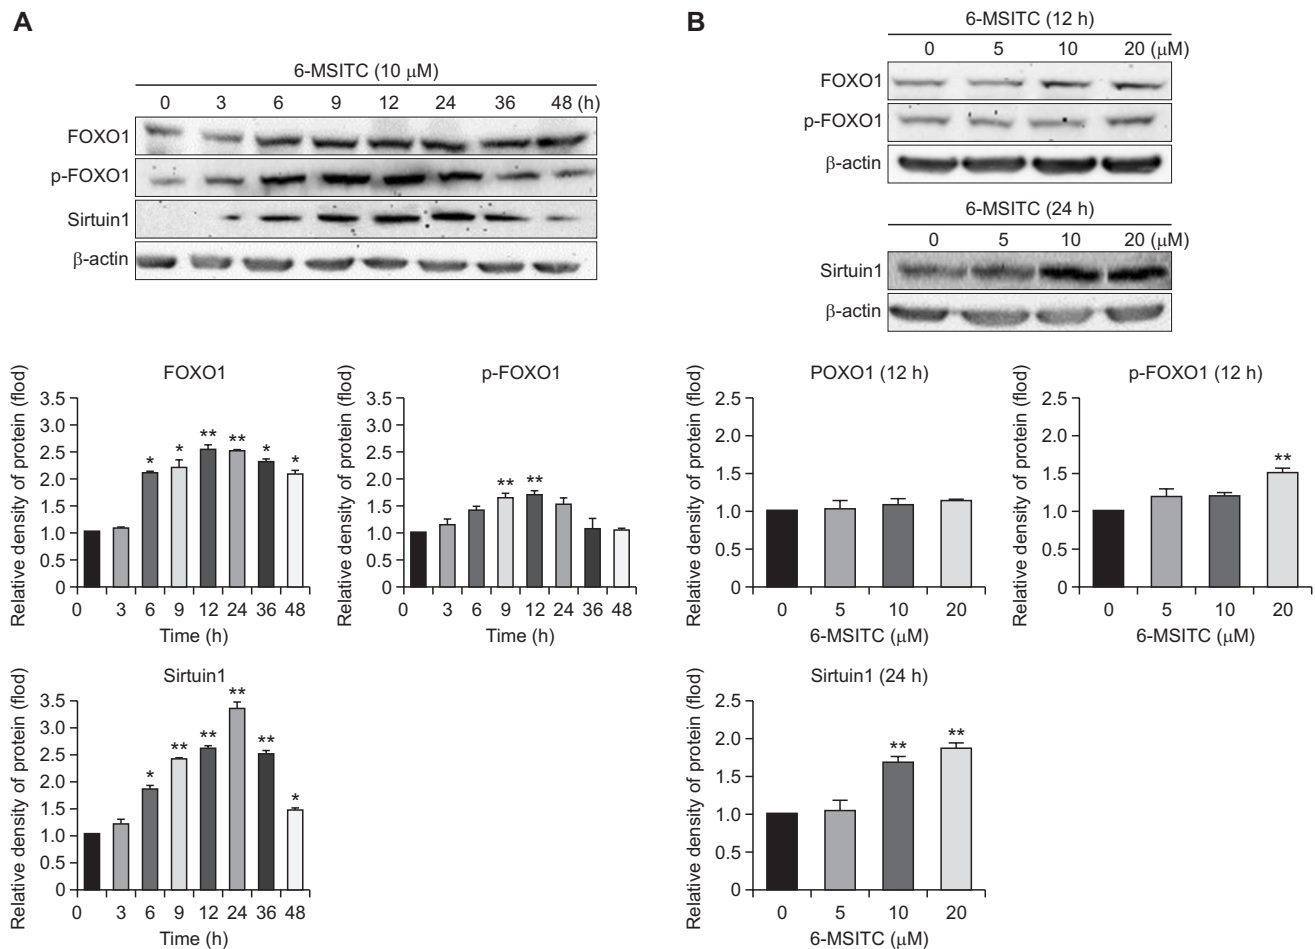 A
6-MSITC (10 μM)
0 3 6 9 12 24 36 48 (h)
FOXO1
p-FOXO1
Sirtuin1
β-actin
B
6-MSITC (12 h)
0 5 10 20 (μM)
FOXO1
p-FOXO1
β-actin
6-MSITC (24 h)
0 5 10 20 (μM)
Sirtuin1
β-actin
FOXO1
Relative density of protein (flod)
3.5
3.0
2.5
2.0
1.5
1.0
0.5
0
* * ** ** * *
0 3 6 9 12 24 36 48
Time (h)
p-FOXO1
Relative density of protein (flod)
3.5
3.0
2.5
2.0
1.5
1.0
0.5
0
** **
0 3 6 9 12 24 36 48
Time (h)
Sirtuin1
Relative density of protein (flod)
3.5
3.0
2.5
2.0
1.5
1.0
0.5
0
* ** ** ** ** *
0 3 6 9 12 24 36 48
Time (h)
POXO1 (12 h)
Relative density of protein (flod)
2.5
2.0
1.5
1.0
0.5
0
0 5 10 20
6-MSITC (μM)
p-FOXO1 (12 h)
Relative density of protein (flod)
2.5
2.0
1.5
1.0
0.5
0
**
0 5 10 20
6-MSITC (μM)
Sirtuin1 (24 h)
Relative density of protein (flod)
2.5
2.0
1.5
1.0
0.5
0
** **
0 5 10 20
6-MSITC (μM)